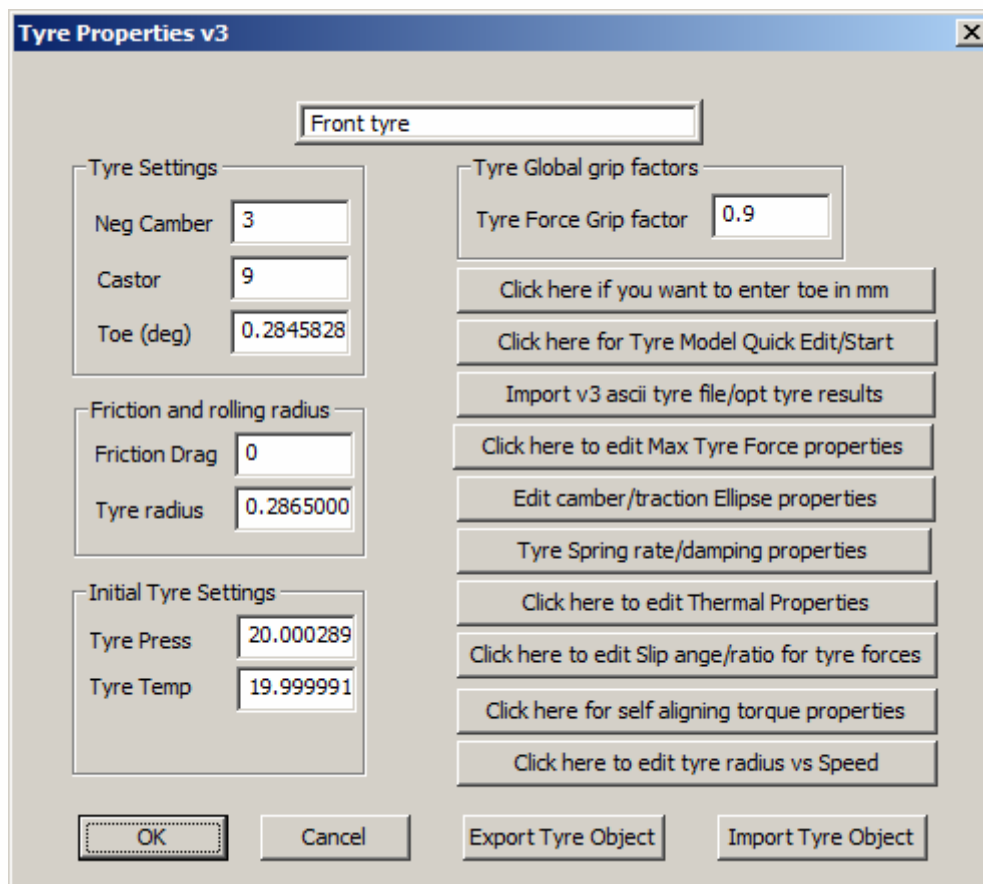 Tyre Properties v3
Front tyre
Tyre Settings
Neg Camber 3
Castor 9
Toe (deg) 0.2845828
Friction and rolling radius
Friction Drag 0
Tyre radius 0.2865000
Initial Tyre Settings
Tyre Press 20.000289
Tyre Temp 19.999991
Tyre Global grip factors
Tyre Force Grip factor 0.9
Click here if you want to enter toe in mm
Click here for Tyre Model Quick Edit/Start
Import v3 ascii tyre file/opt tyre results
Click here to edit Max Tyre Force properties
Edit camber/traction Ellipse properties
Tyre Spring rate/damping properties
Click here to edit Thermal Properties
Click here to edit Slip ange/ratio for tyre forces
Click here for self aligning torque properties
Click here to edit tyre radius vs Speed
OK
Cancel
Export Tyre Object
Import Tyre Object